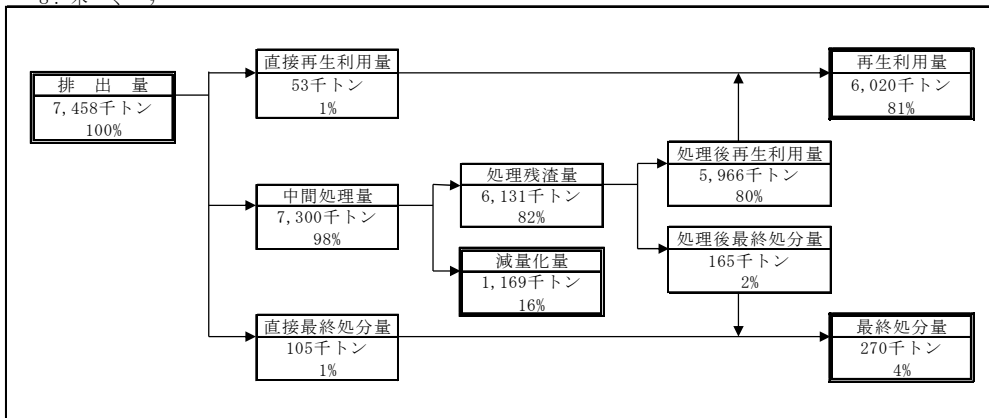 直接再生利用量
53千トン
1%
再生利用量
6,020千トン
81%
排 出 量
7,458千トン
100%
処理後再生利用量
5,966千トン
80%
処理残渣量
6,131千トン
82%
中間処理量
7,300千トン
98%
処理後最終処分量
165千トン
2%
減量化量
1,169千トン
16%
直接最終処分量
105千トン
1%
最終処分量
270千トン
4%